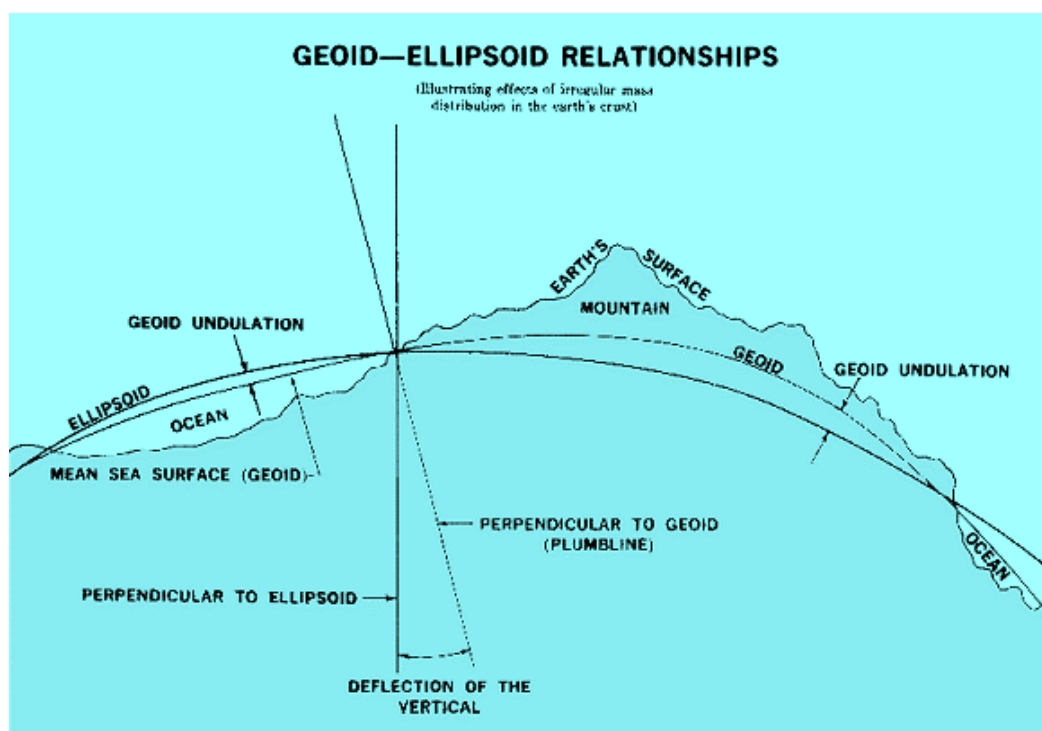 GEOID—ELLIPSOID RELATIONSHIPS
(Illustrating effects of irregular mass
distribution in the earth's crust)
EARTH'S
SURFACE
MOUNTAIN
GEOID UNDULATION
GEOID
GEOID UNDULATION
ELLIPSOID
OCEAN
MEAN SEA SURFACE (GEOID)
PERPENDICULAR TO GEOID
(PLUMBLINE)
OCEAN
PERPENDICULAR TO ELLIPSOID
DEFLECTION OF THE
VERTICAL